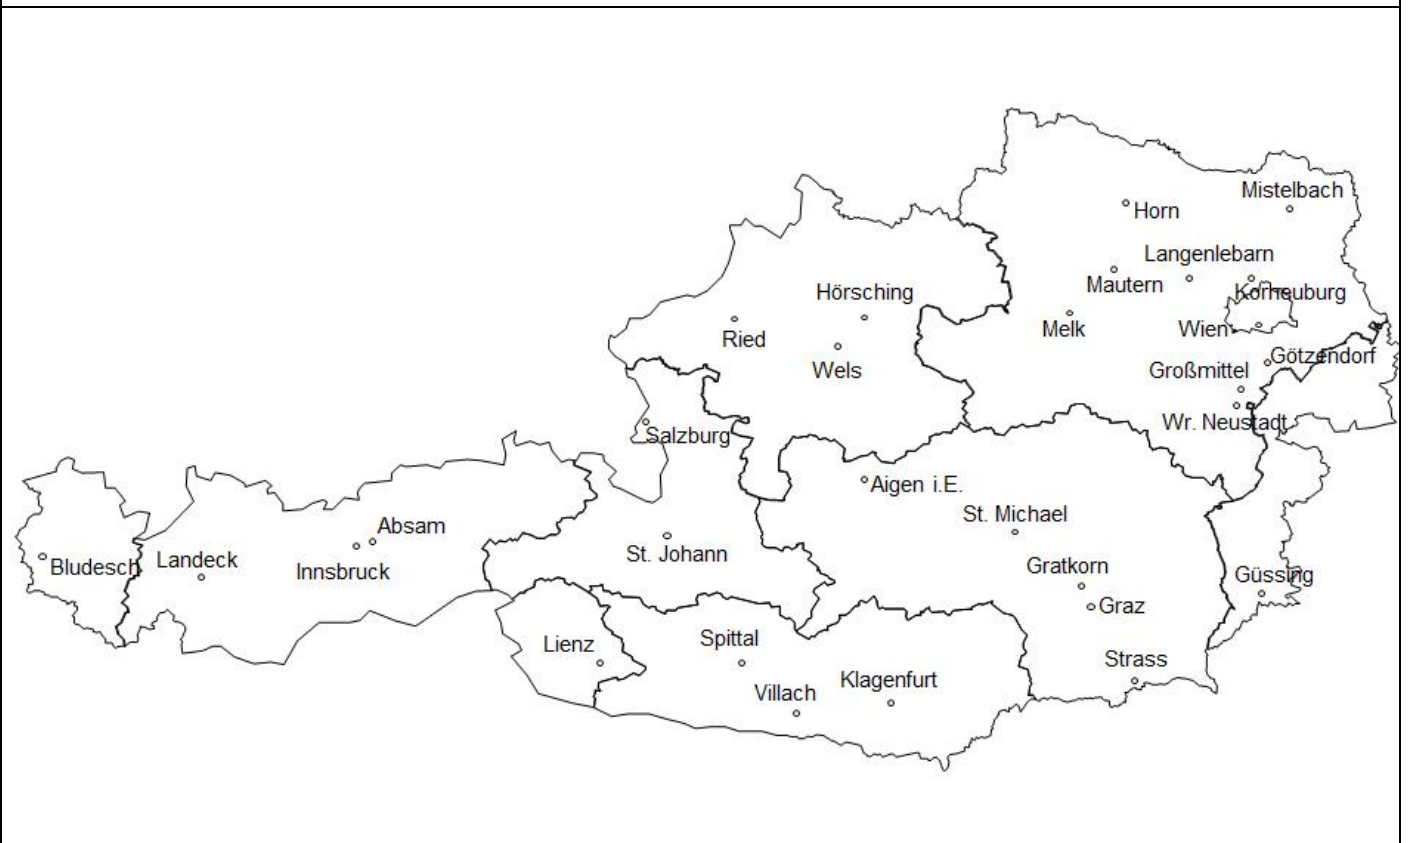 Mistelbach
Horn
Langenlebarn
Mautern
Korneuburg
Hörsching
Melk
Wien
Ried
Götzendorf
Wels
Großmittel
Wr. Neustadt
Salzburg
Aigen i.E.
St. Michael
Absam
St. Johann
Landeck
Bludesch
Innsbruck
Gratkorn
Güssing
Graz
Spittal
Lienz
Strass
Klagenfurt
Villach